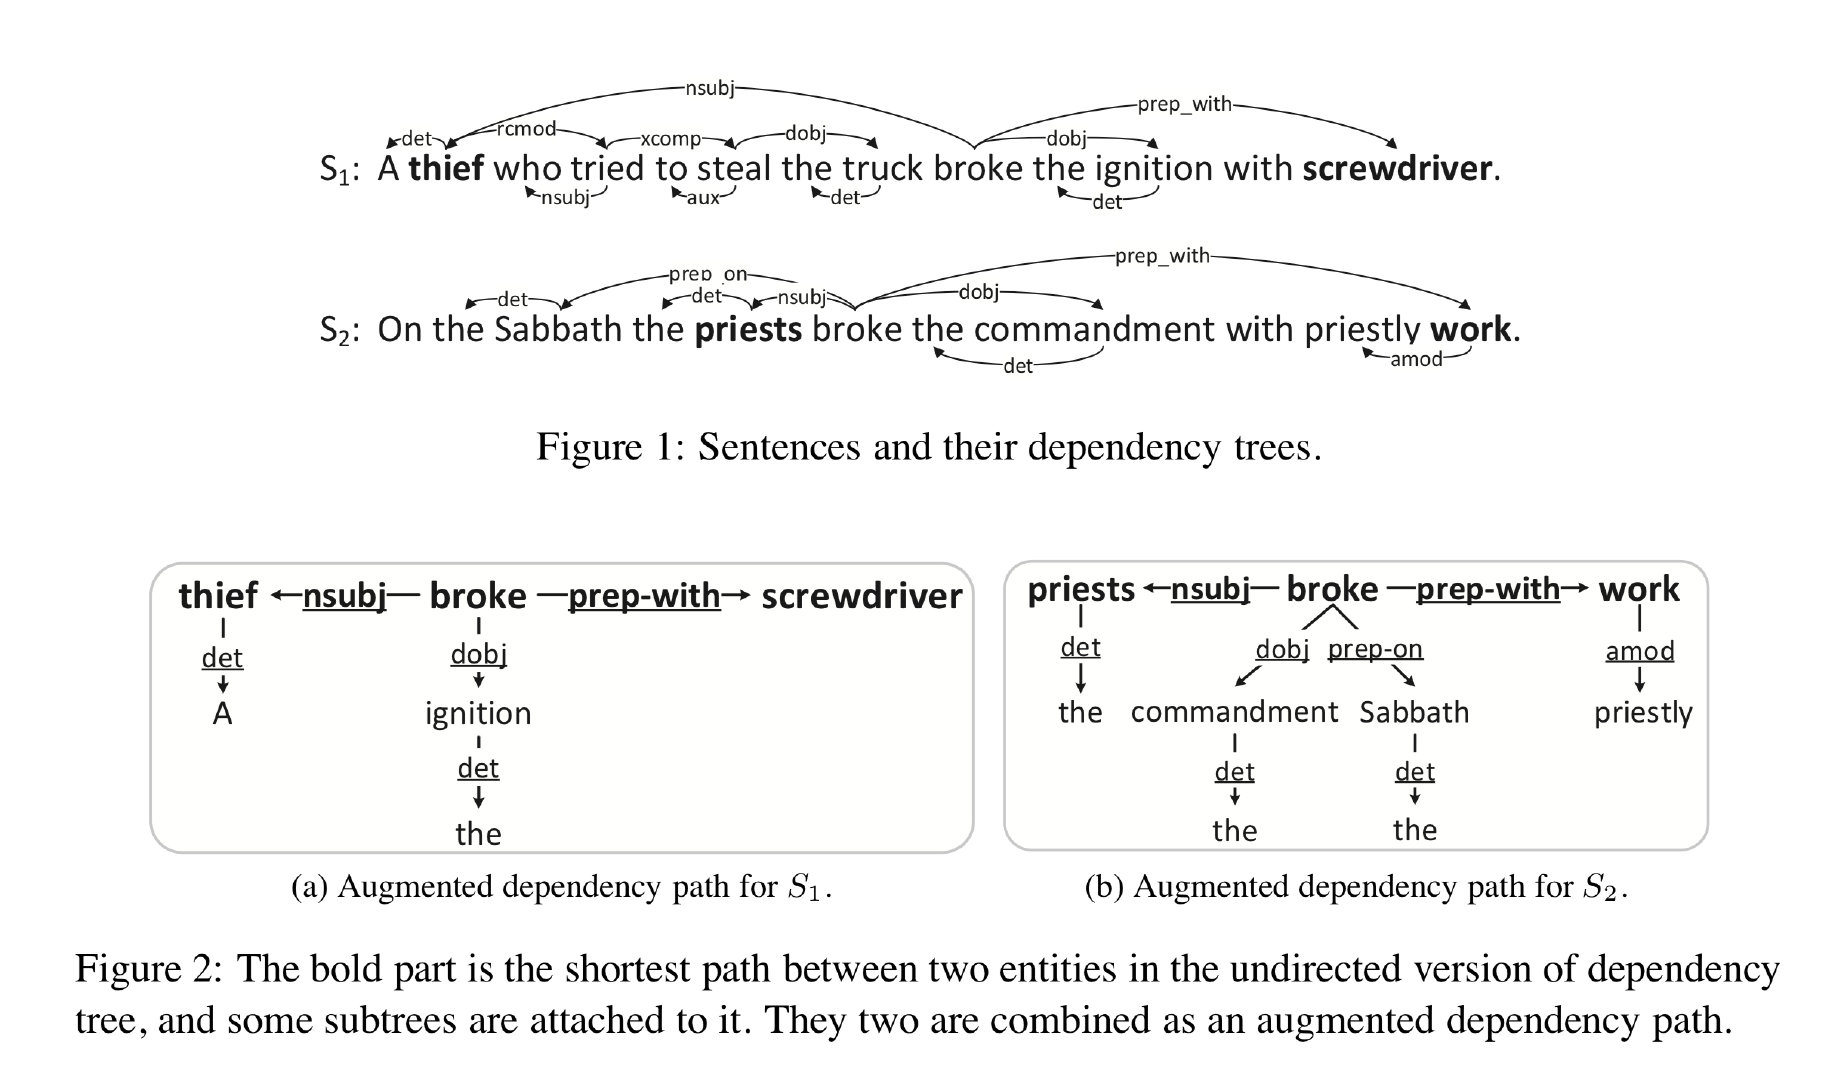 nsubj
prep_with
det rcmod xcomp dobj dobj
S1: A thief who tried to steal the truck broke the ignition with screwdriver.
nsubj aux det det
prep_with
prep_on
det det nsubj dobj
S2: On the Sabbath the priests broke the commandment with priestly work.
det amod
Figure 1: Sentences and their dependency trees.
thief nsubj broke prep-with screwdriver
det dobj
A ignition
det
the
(a) Augmented dependency path for S1.
priests nsubj broke prep-with work
det dobj prep-on amod
the commandment Sabbath priestly
det det
the the
(b) Augmented dependency path for S2.
Figure 2: The bold part is the shortest path between two entities in the undirected version of dependency
tree, and some subtrees are attached to it. They two are combined as an augmented dependency path.